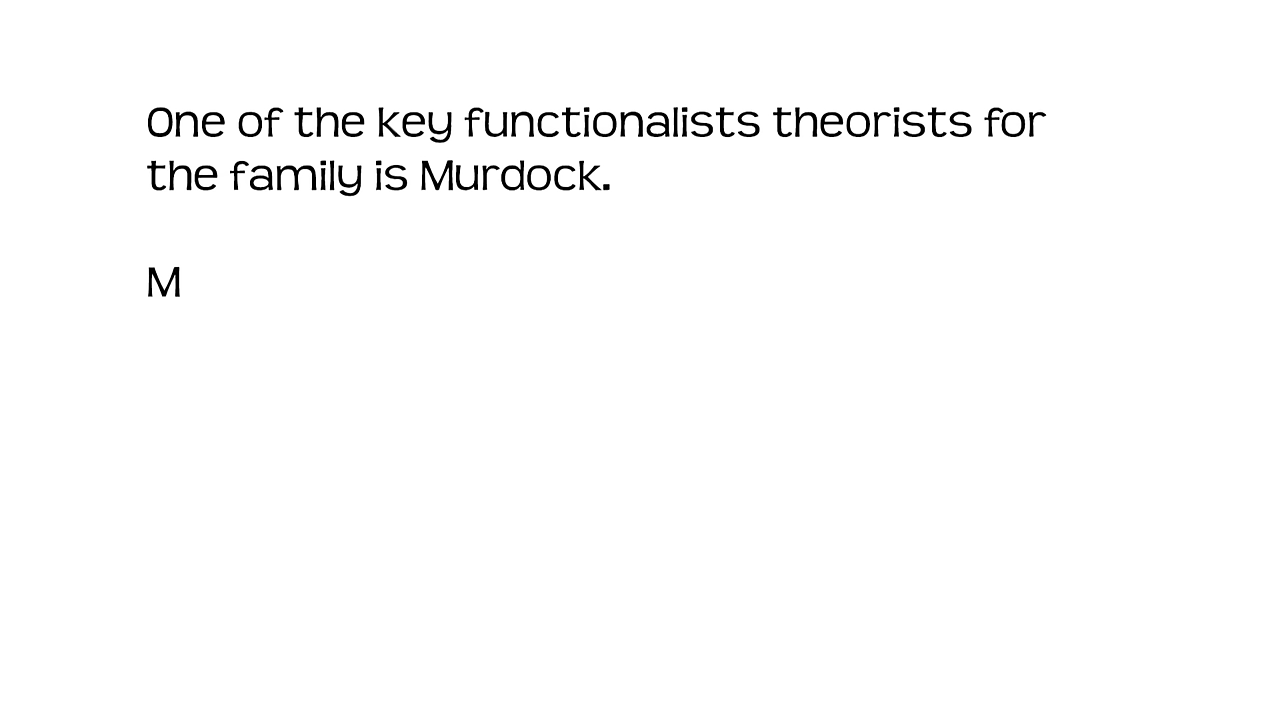 One of the key functionalists theorists for
the family is Murdock.
M